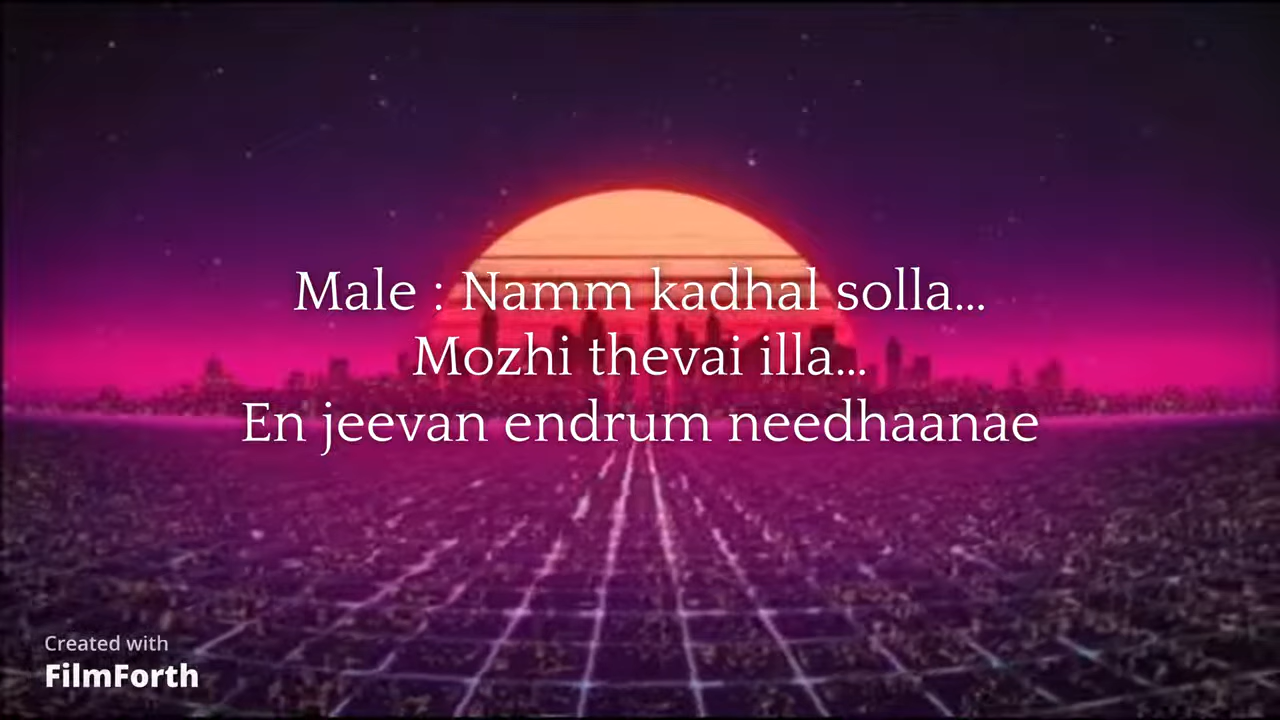 Male : Namm kadhal solla...
Mozhi thevai illa...
En jeevan endrum needhaanae
Created with
FilmForth